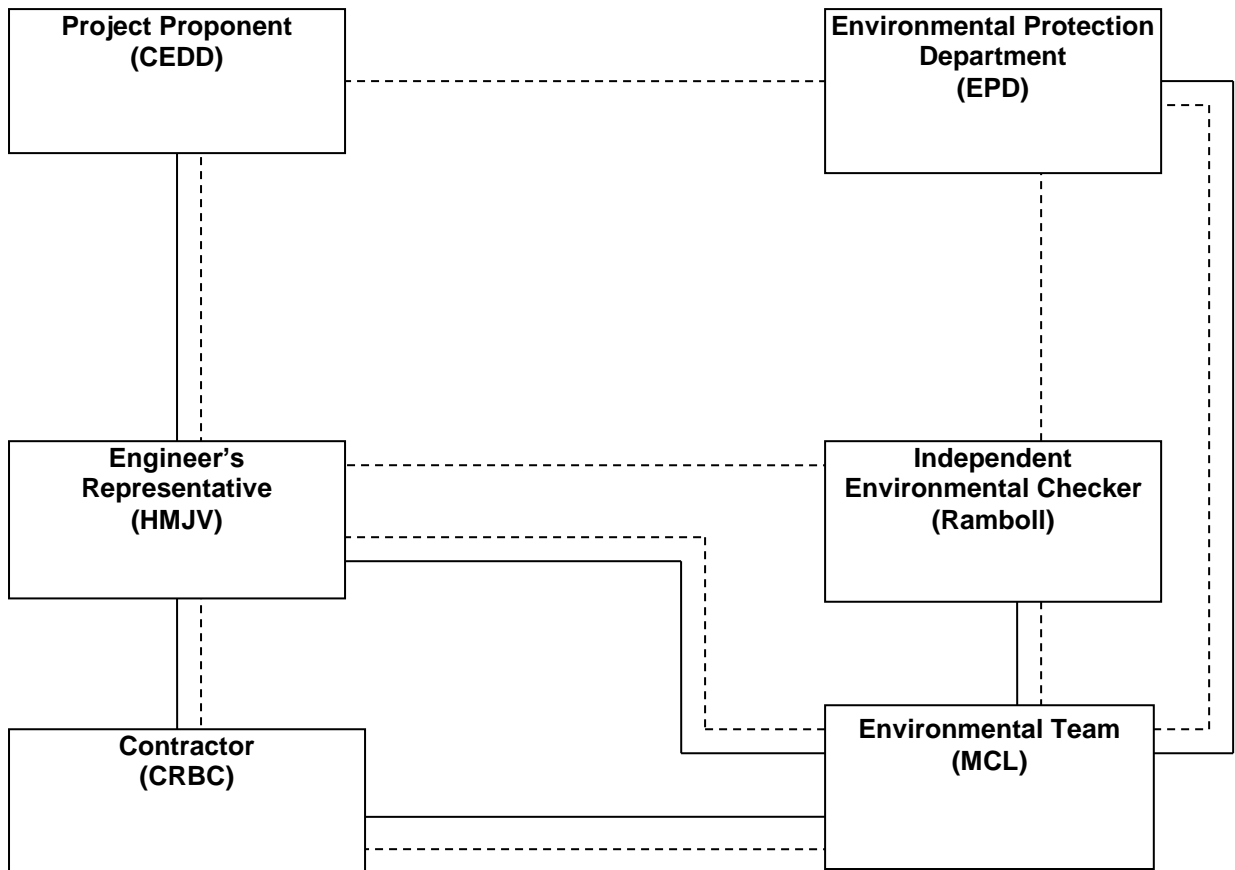 Project Proponent
(CEDD)
Environmental Protection
Department
(EPD)
Engineer’s
Representative
(HMJV)
Independent
Environmental Checker
(Ramboll)
Contractor
(CRBC)
Environmental Team
(MCL)